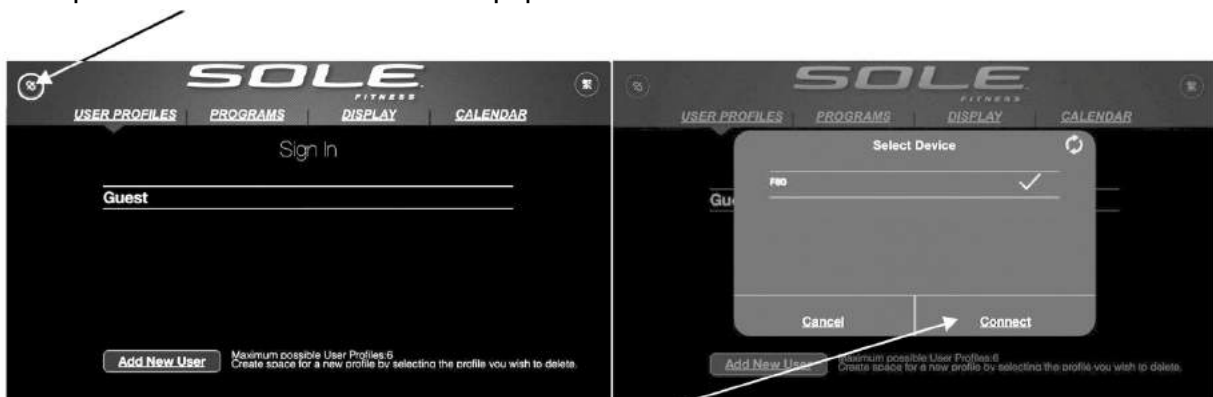 SOLE
FITNESS
USER PROFILES PROGRAMS DISPLAY CALENDAR
Sign In
Guest
Add New User
Maximum possible User Profiles:6
Create space for a new profile by selecting the profile you wish to delete.
SOLE
FITNESS
USER PROFILES PROGRAMS DISPLAY CALENDAR
Select Device
F80
Gu
Cancel Connect
Add New User
Maximum possible User Profiles:6
Create space for a new profile by selecting the profile you wish to delete.